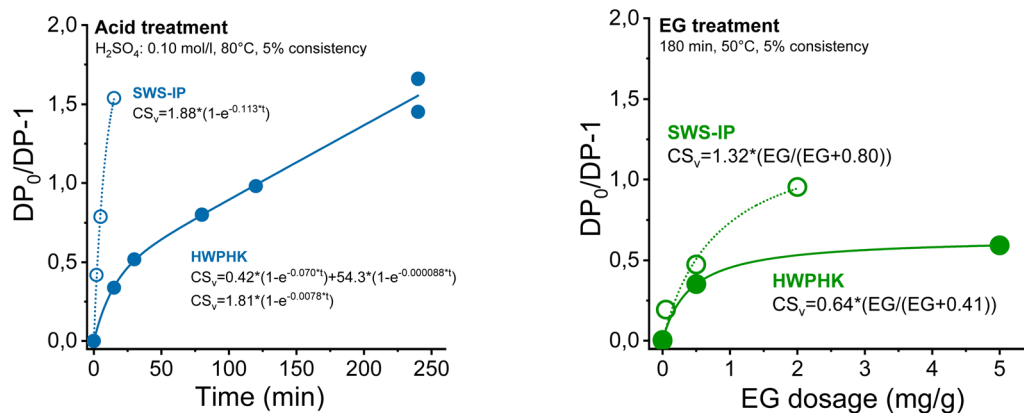 Acid treatment
H₂SO₄: 0.10 mol/l, 80°C, 5% consistency
SWS-IP
CSᵥ=1.88*(1-e^-0.113*t)
HWPHK
CSᵥ=0.42*(1-e^-0.070*t)+54.3*(1-e^-0.000088*t)
CSᵥ=1.81*(1-e^-0.0078*t)
DP₀/DP-1
2,0
1,5
1,0
0,5
0,0
0 50 100 150 200 250
Time (min)
EG treatment
180 min, 50°C, 5% consistency
SWS-IP
CSᵥ=1.32*(EG/(EG+0.80))
HWPHK
CSᵥ=0.64*(EG/(EG+0.41))
DP₀/DP-1
2,0
1,5
1,0
0,5
0,0
0 1 2 3 4 5
EG dosage (mg/g)